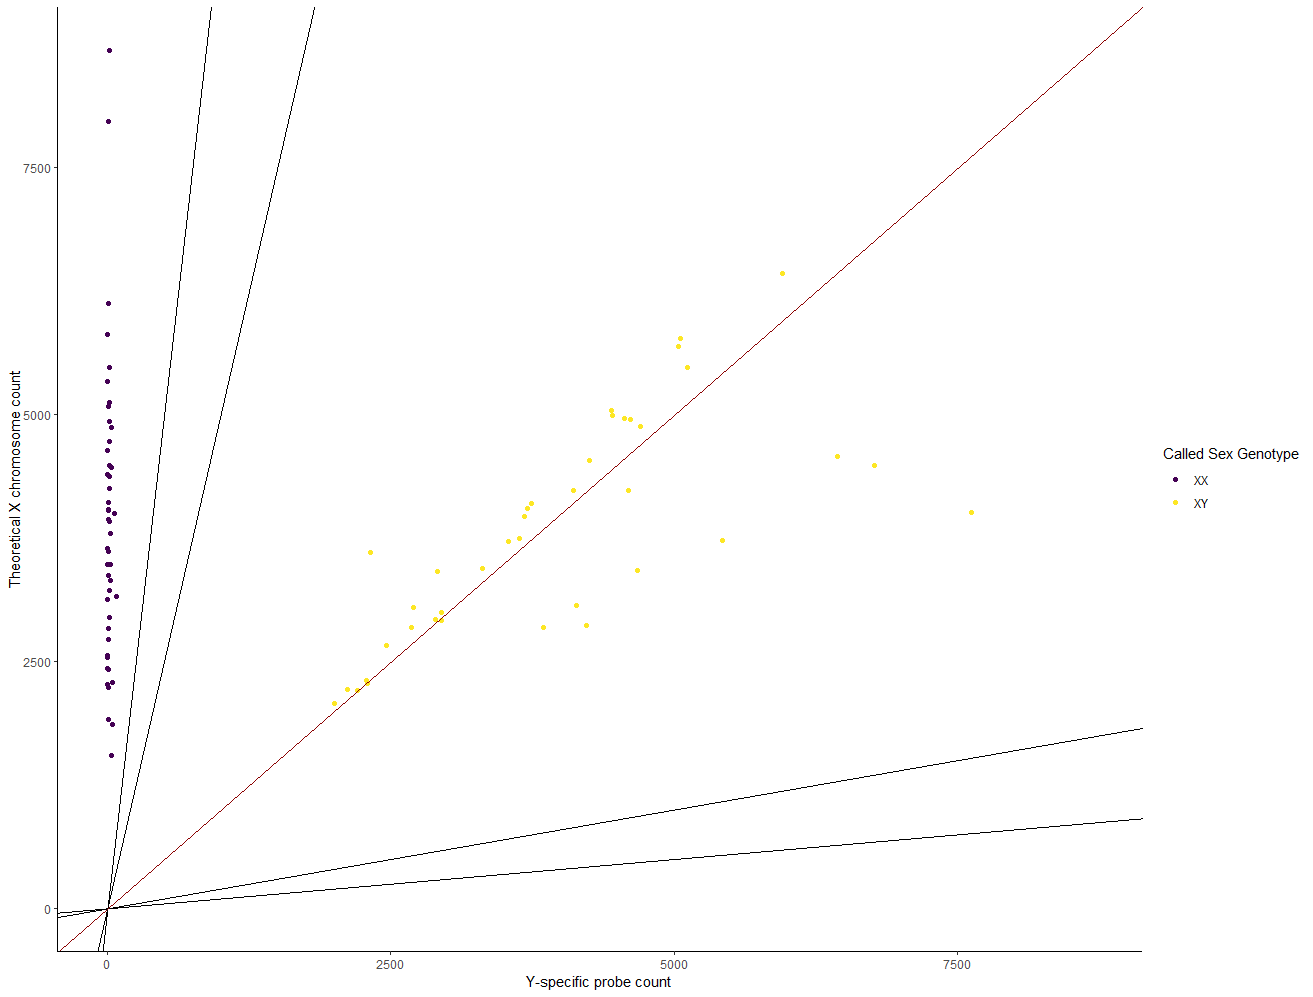 Theoretical X chromosome count
7500
5000
2500
0
0
2500
5000
7500
Y-specific probe count
Called Sex Genotype
XX
XY